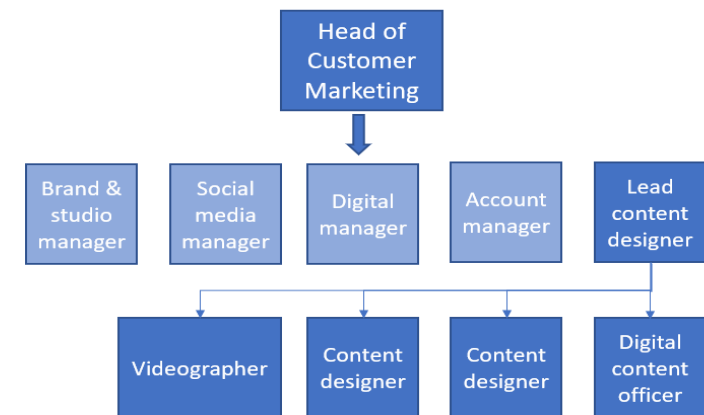 Head of
Customer
Marketing
Brand &
studio
manager
Social
media
manager
Digital
manager
Account
manager
Lead
content
designer
Videographer
Content
designer
Content
designer
Digital
content
officer